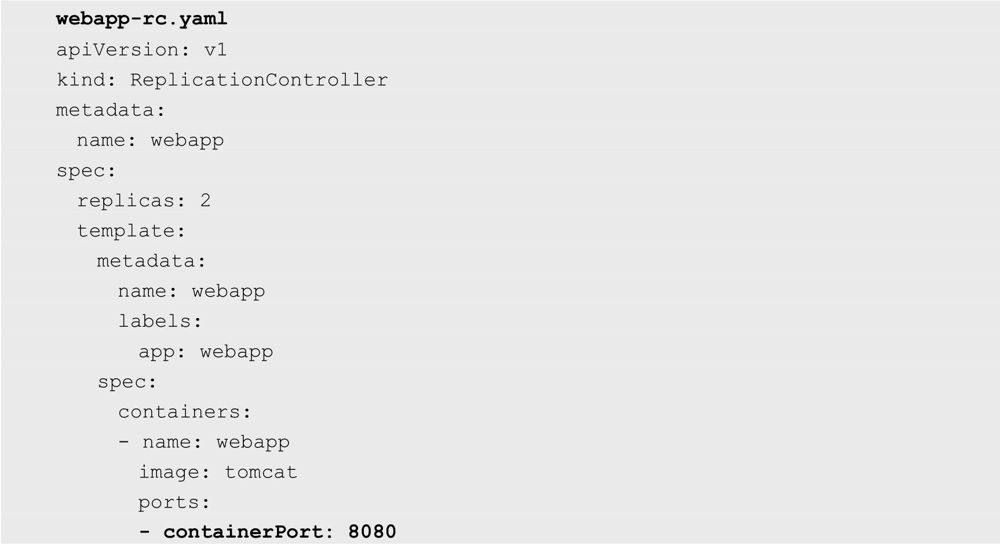 webapp-rc.yaml
apiVersion: v1
kind: ReplicationController
metadata:
  name: webapp
spec:
  replicas: 2
  template:
    metadata:
      name: webapp
      labels:
        app: webapp
    spec:
      containers:
      - name: webapp
        image: tomcat
        ports:
        - containerPort: 8080